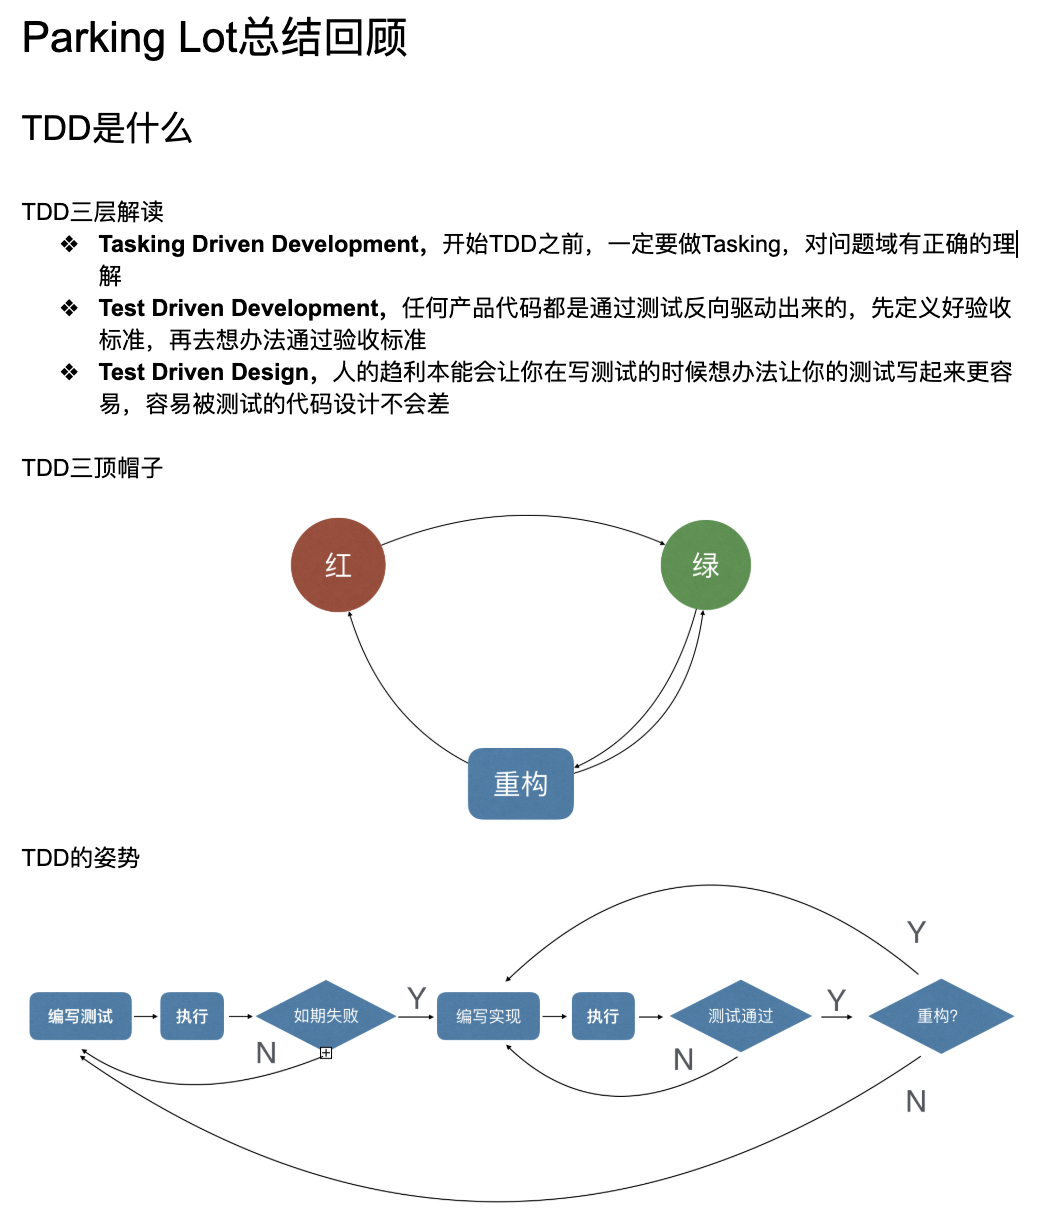 Parking Lot总结回顾
TDD是什么
TDD三层解读
❖ Tasking Driven Development，开始TDD之前，一定要做Tasking，对问题域有正确的理
解
❖ Test Driven Development，任何产品代码都是通过测试反向驱动出来的，先定义好验收
标准，再去想办法通过验收标准
❖ Test Driven Design，人的趋利本能会让你在写测试的时候想办法让你的测试写起来更容
易，容易被测试的代码设计不会差
TDD三顶帽子
红
绿
重构
TDD的姿势
Y
编写测试
执行
如期失败
Y
编写实现
执行
测试通过
Y
重构?
N
N
N